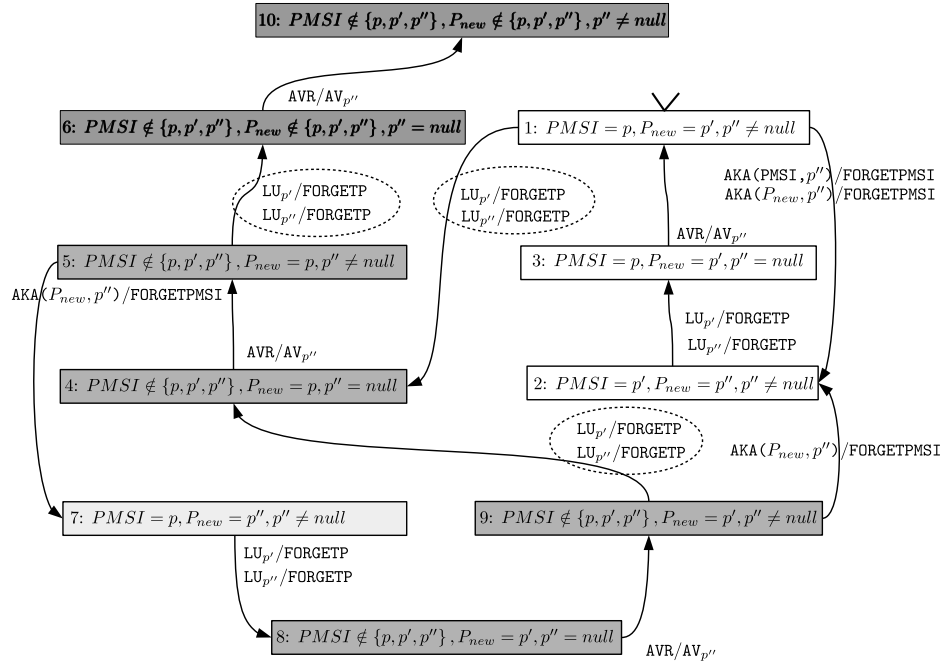 10: PMSI ∉ {p, p′, p″}, P_new ∉ {p, p′, p″}, p″ ≠ null
AVR/AV_p″
6: PMSI ∉ {p, p′, p″}, P_new ∉ {p, p′, p″}, p″ = null
1: PMSI = p, P_new = p′, p″ ≠ null
LU_p′/FORGETP
LU_p″/FORGETP
LU_p′/FORGETP
LU_p″/FORGETP
AKA(PMSI,p″)/FORGETPMSI
AKA(P_new,p″)/FORGETPMSI
AVR/AV_p″
5: PMSI ∉ {p, p′, p″}, P_new = p, p″ ≠ null
3: PMSI = p, P_new = p′, p″ = null
AKA(P_new,p″)/FORGETPMSI
LU_p′/FORGETP
LU_p″/FORGETP
AVR/AV_p″
4: PMSI ∉ {p, p′, p″}, P_new = p, p″ = null
2: PMSI = p′, P_new = p″, p″ ≠ null
LU_p′/FORGETP
LU_p″/FORGETP
AKA(P_new,p″)/FORGETPMSI
7: PMSI = p, P_new = p″, p″ ≠ null
9: PMSI ∉ {p, p′, p″}, P_new = p′, p″ ≠ null
LU_p′/FORGETP
LU_p″/FORGETP
8: PMSI ∉ {p, p′, p″}, P_new = p′, p″ = null
AVR/AV_p″